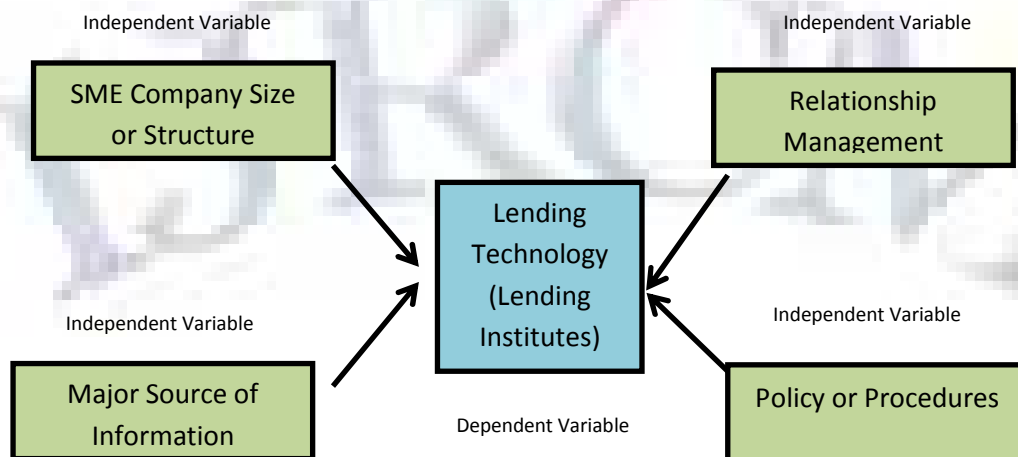 Independent Variable
Independent Variable
SME Company Size
or Structure
Relationship
Management
Lending
Technology
(Lending
Institutes)
Independent Variable
Independent Variable
Major Source of
Information
Policy or Procedures
Dependent Variable